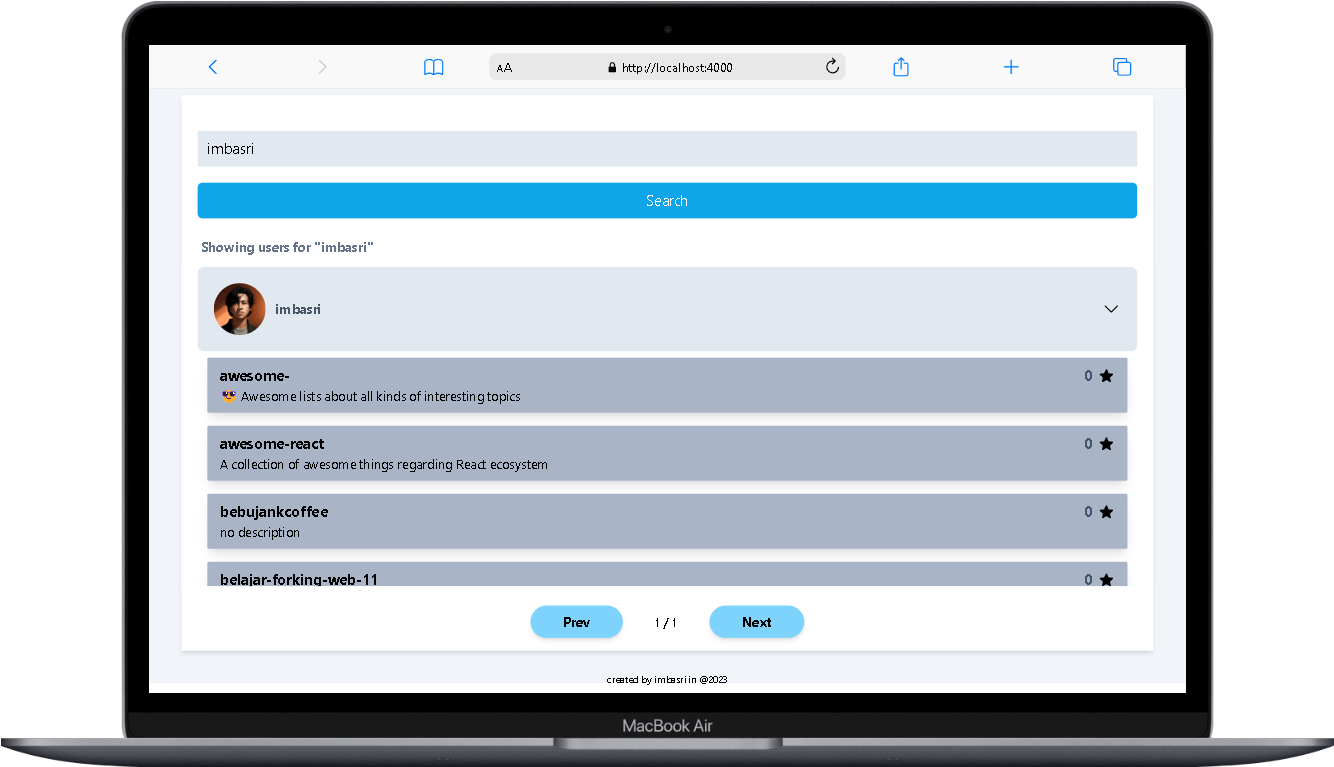 AA http://localhost:4000
imbasri
Search
Showing users for "imbasri"
imbasri
awesome- 0
😎 Awesome lists about all kinds of interesting topics
awesome-react 0
A collection of awesome things regarding React ecosystem
bebujankcoffee 0
no description
belajar-forking-web-11 0
Prev 1 / 1 Next
created by imbasri in @2023
MacBook Air